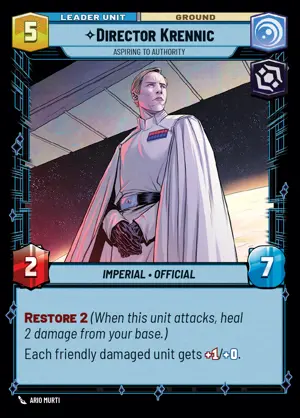 LEADER UNIT GROUND
5
✧DIRECTOR KRENNIC
ASPIRING TO AUTHORITY
2
7
IMPERIAL • OFFICIAL
RESTORE 2 (When this unit attacks, heal
2 damage from your base.)
Each friendly damaged unit gets +1/+0.
ARIO MURTI